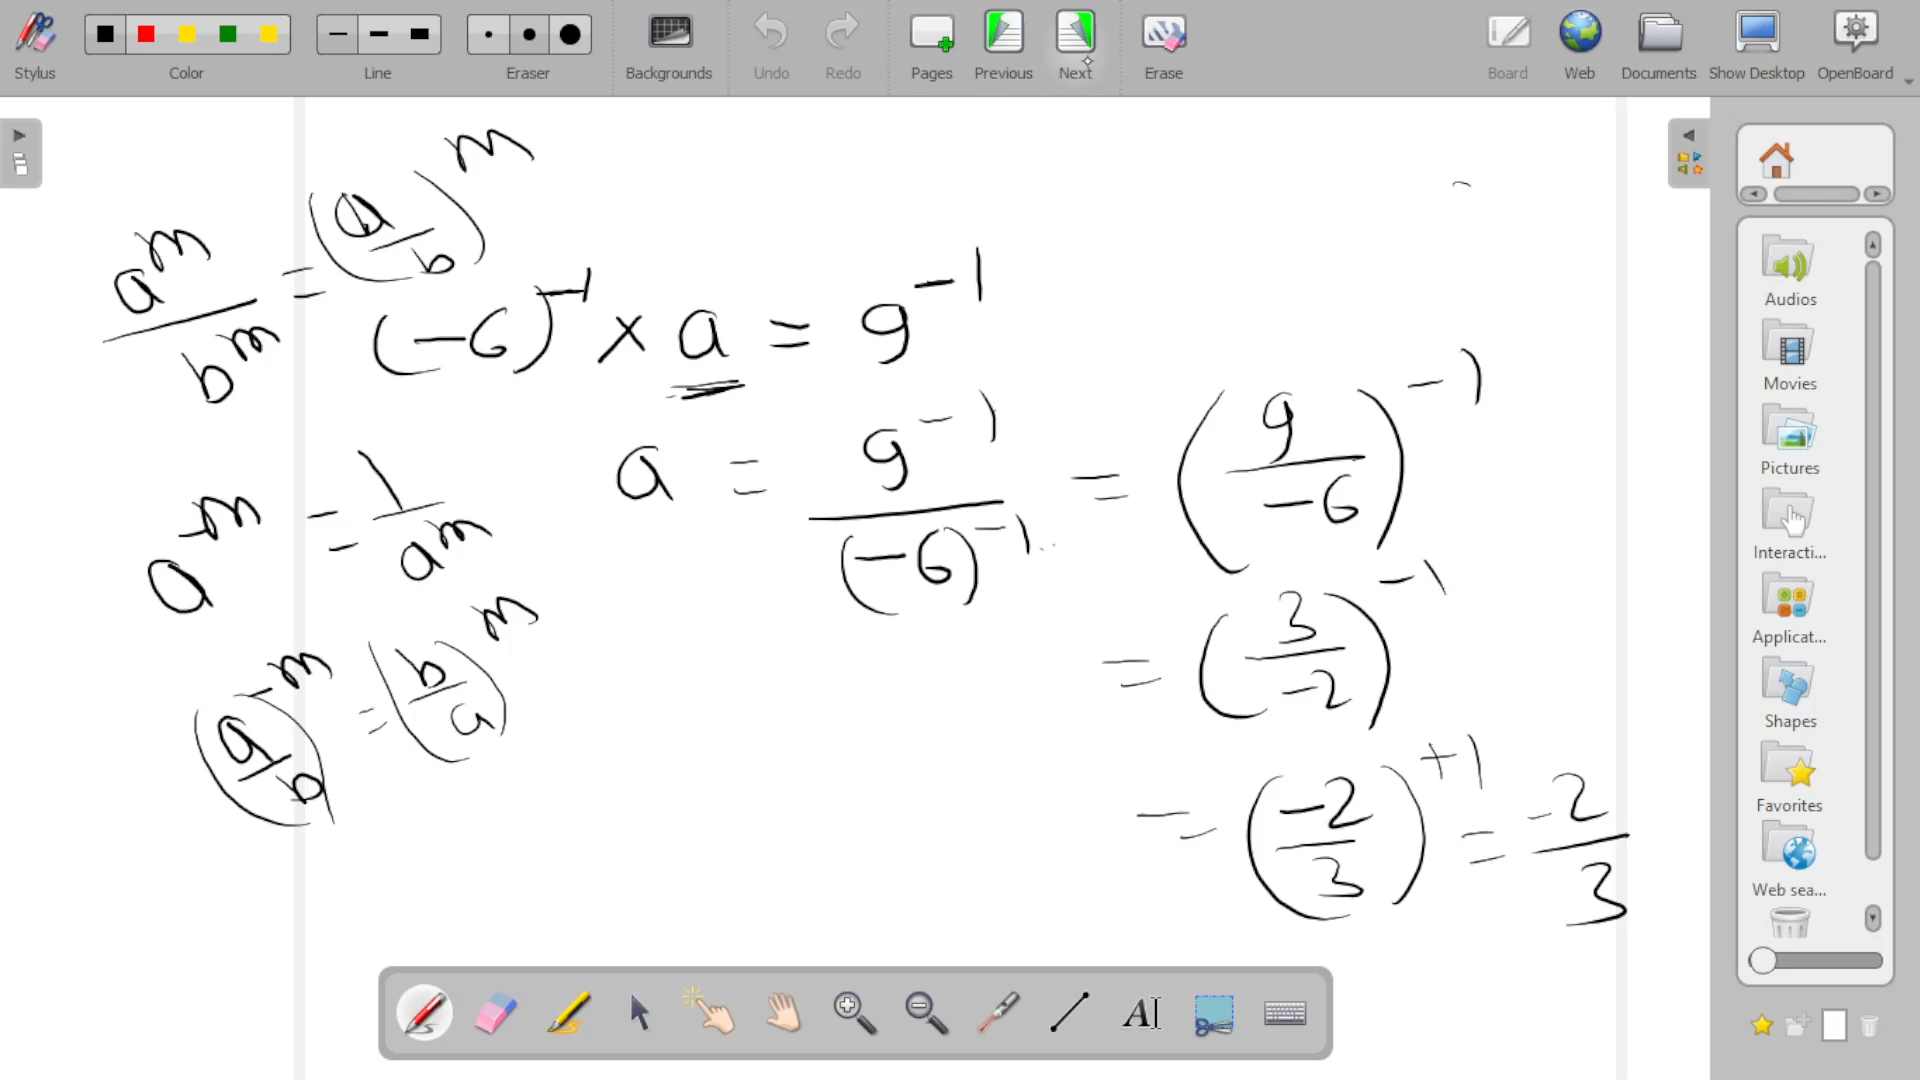 Stylus Color Line Eraser Backgrounds Undo Redo Pages Previous Next Erase Board Web Documents Show Desktop OpenBoard
a^m/b^m = (a/b)^m
(-6)^-1 × a = 9^-1
a = 9^-1/(-6)^-1 = (9/-6)^-1
a^-m = 1/a^m
= (3/-2)^-1
(a/b)^-m = (b/a)^m
= (-2/3)^+1 = -2/3
Audios
Movies
Pictures
Interacti...
Applicat...
Shapes
Favorites
Web sea...
A